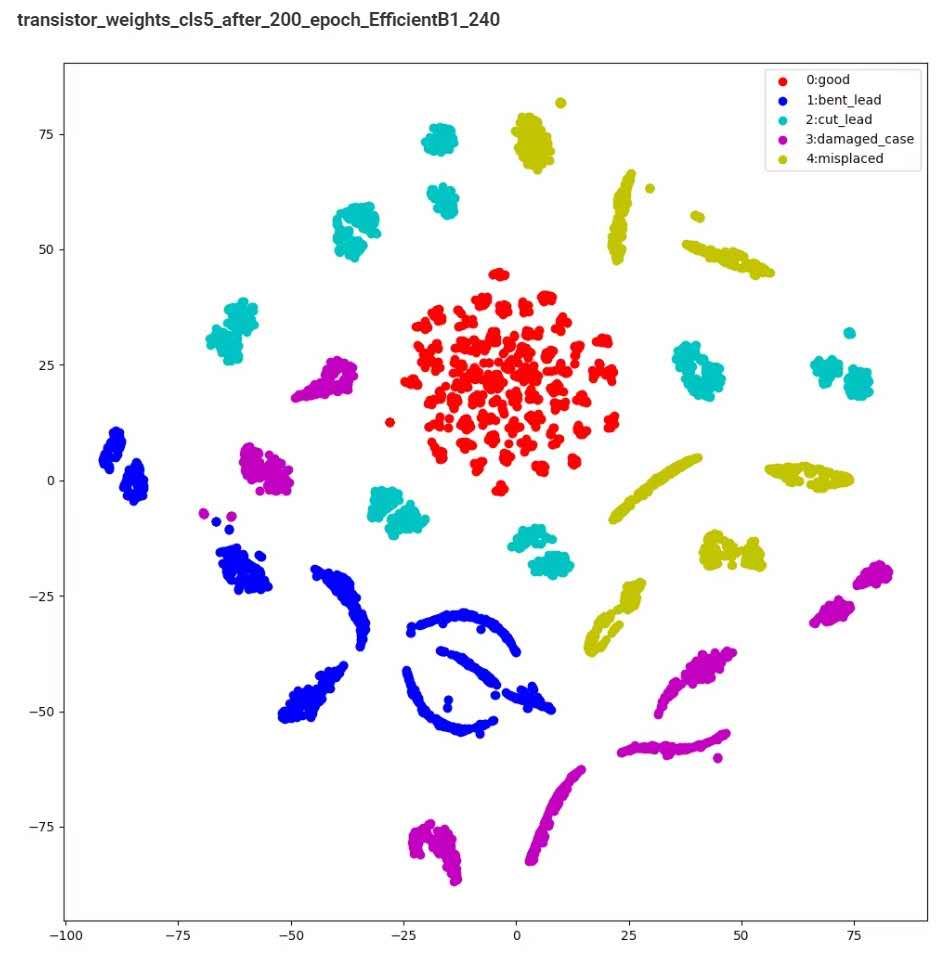 transistor_weights_cls5_after_200_epoch_EfficientB1_240
0:good
1:bent_lead
2:cut_lead
3:damaged_case
4:misplaced
75
50
25
0
−25
−50
−75
−100
−75
−50
−25
0
25
50
75